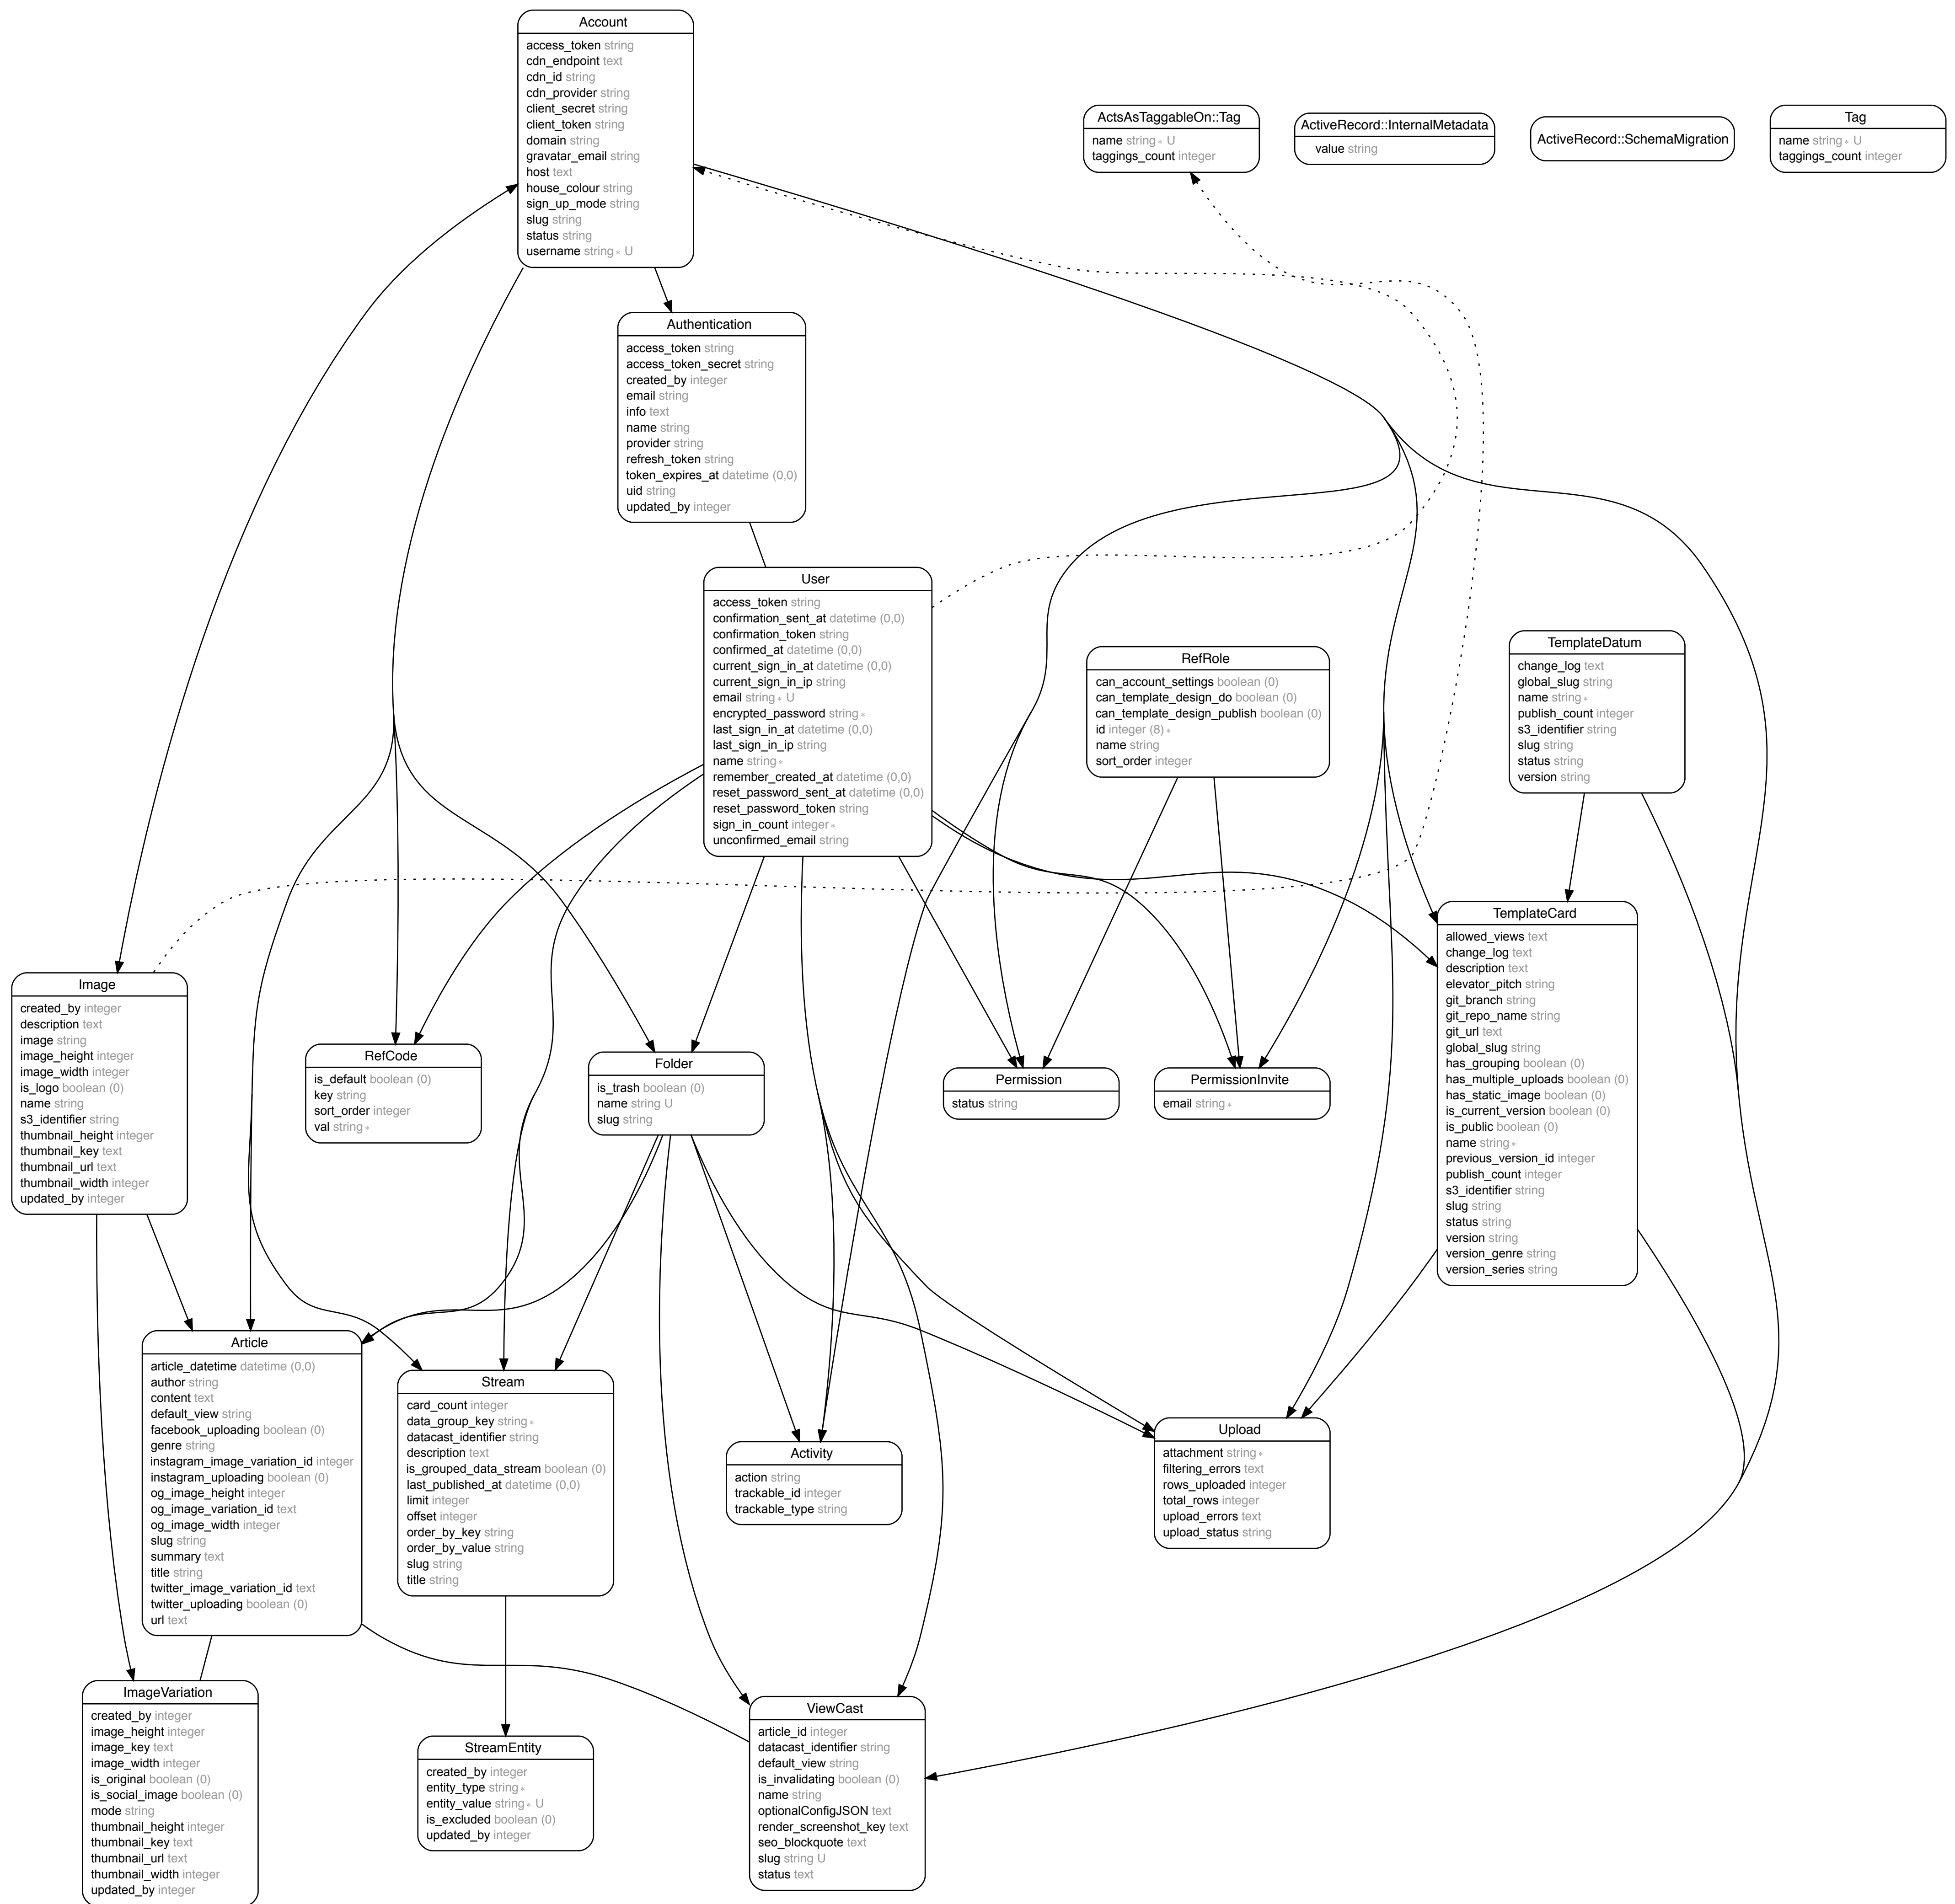 Account
access_token string
cdn_endpoint text
cdn_id string
cdn_provider string
client_secret string
client_token string
domain string
gravatar_email string
host text
house_colour string
sign_up_mode string
slug string
status string
username string∗ U
ActsAsTaggableOn::Tag
name string∗ U
taggings_count integer
ActiveRecord::InternalMetadata
value string
ActiveRecord::SchemaMigration
Tag
name string∗ U
taggings_count integer
Authentication
access_token string
access_token_secret string
created_by integer
email string
info text
name string
provider string
refresh_token string
token_expires_at datetime (0,0)
uid string
updated_by integer
User
access_token string
confirmation_sent_at datetime (0,0)
confirmation_token string
confirmed_at datetime (0,0)
current_sign_in_at datetime (0,0)
current_sign_in_ip string
email string∗ U
encrypted_password string∗
last_sign_in_at datetime (0,0)
last_sign_in_ip string
name string∗
remember_created_at datetime (0,0)
reset_password_sent_at datetime (0,0)
reset_password_token string
sign_in_count integer∗
unconfirmed_email string
RefRole
can_account_settings boolean (0)
can_template_design_do boolean (0)
can_template_design_publish boolean (0)
id integer (8)∗
name string
sort_order integer
TemplateDatum
change_log text
global_slug string
name string∗
publish_count integer
s3_identifier string
slug string
status string
version string
TemplateCard
allowed_views text
change_log text
description text
elevator_pitch string
git_branch string
git_repo_name string
git_url text
global_slug string
has_grouping boolean (0)
has_multiple_uploads boolean (0)
has_static_image boolean (0)
is_current_version boolean (0)
is_public boolean (0)
name string∗
previous_version_id integer
publish_count integer
s3_identifier string
slug string
status string
version string
version_genre string
version_series string
Image
created_by integer
description text
image string
image_height integer
image_width integer
is_logo boolean (0)
name string
s3_identifier string
thumbnail_height integer
thumbnail_key text
thumbnail_url text
thumbnail_width integer
updated_by integer
RefCode
is_default boolean (0)
key string
sort_order integer
val string∗
Folder
is_trash boolean (0)
name string U
slug string
Permission
status string
PermissionInvite
email string∗
Article
article_datetime datetime (0,0)
author string
content text
default_view string
facebook_uploading boolean (0)
genre string
instagram_image_variation_id integer
instagram_uploading boolean (0)
og_image_height integer
og_image_variation_id text
og_image_width integer
slug string
summary text
title string
twitter_image_variation_id text
twitter_uploading boolean (0)
url text
Stream
card_count integer
data_group_key string∗
datacast_identifier string
description text
is_grouped_data_stream boolean (0)
last_published_at datetime (0,0)
limit integer
offset integer
order_by_key string
order_by_value string
slug string
title string
Activity
action string
trackable_id integer
trackable_type string
Upload
attachment string∗
filtering_errors text
rows_uploaded integer
total_rows integer
upload_errors text
upload_status string
ImageVariation
created_by integer
image_height integer
image_key text
image_width integer
is_original boolean (0)
is_social_image boolean (0)
mode string
thumbnail_height integer
thumbnail_key text
thumbnail_url text
thumbnail_width integer
updated_by integer
StreamEntity
created_by integer
entity_type string∗
entity_value string∗ U
is_excluded boolean (0)
updated_by integer
ViewCast
article_id integer
datacast_identifier string
default_view string
is_invalidating boolean (0)
name string
optionalConfigJSON text
render_screenshot_key text
seo_blockquote text
slug string U
status text